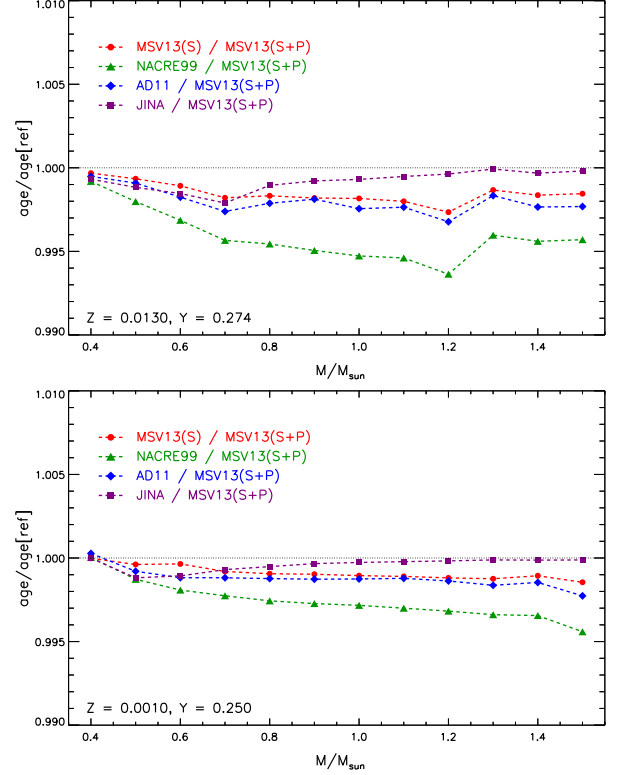 1.010
MSV13(S) / MSV13(S+P)
NACRE99 / MSV13(S+P)
AD11 / MSV13(S+P)
JINA / MSV13(S+P)
1.005
age/age[ref]
1.000
0.995
Z = 0.0130, Y = 0.274
0.990
0.4 0.6 0.8 1.0 1.2 1.4
M/Msun
1.010
MSV13(S) / MSV13(S+P)
NACRE99 / MSV13(S+P)
AD11 / MSV13(S+P)
JINA / MSV13(S+P)
1.005
age/age[ref]
1.000
0.995
Z = 0.0010, Y = 0.250
0.990
0.4 0.6 0.8 1.0 1.2 1.4
M/Msun